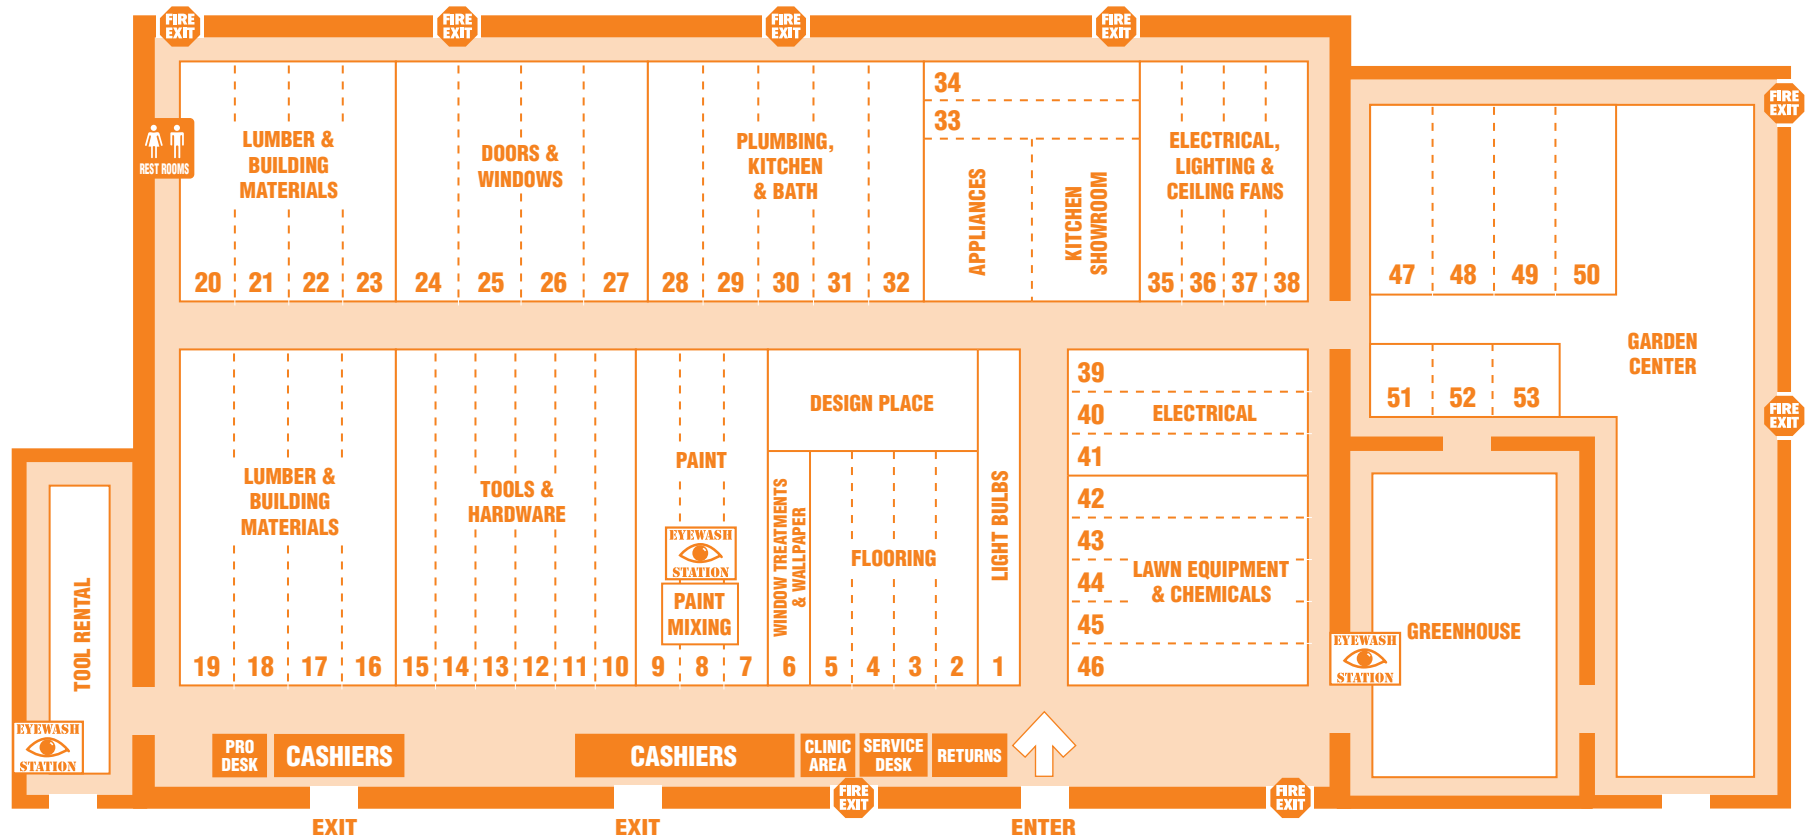 FIRE
EXIT
FIRE
EXIT
FIRE
EXIT
FIRE
EXIT
FIRE
EXIT
REST ROOMS
LUMBER &
BUILDING
MATERIALS
20 21 22 23
DOORS &
WINDOWS
24 25 26 27
PLUMBING,
KITCHEN
& BATH
28 29 30 31 32
34
33
APPLIANCES
KITCHEN
SHOWROOM
ELECTRICAL,
LIGHTING &
CEILING FANS
35 36 37 38
47 48 49 50
GARDEN
CENTER
51 52 53
FIRE
EXIT
LUMBER &
BUILDING
MATERIALS
19 18 17 16
TOOLS &
HARDWARE
15 14 13 12 11 10
PAINT
EYEWASH
STATION
PAINT
MIXING
9 8 7
DESIGN PLACE
WINDOW TREATMENTS
& WALLPAPER
6
FLOORING
5 4 3 2
LIGHT BULBS
1
39
40
41
ELECTRICAL
42
43
44
45
46
LAWN EQUIPMENT
& CHEMICALS
GREENHOUSE
EYEWASH
STATION
TOOL RENTAL
EYEWASH
STATION
PRO
DESK
CASHIERS
CASHIERS
CLINIC
AREA
SERVICE
DESK
RETURNS
FIRE
EXIT
FIRE
EXIT
EXIT
EXIT
ENTER